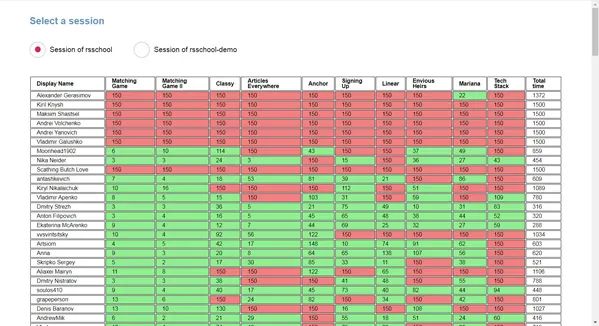 Select a session
Session of rsschool Session of rsschool-demo
Display Name Matching Game Matching Game II Classy Articles Everywhere Anchor Signing Up Linear Envious Heirs Mariana Tech Stack Total time
Alexander Gerasimov 150 150 150 150 150 150 150 150 22 150 1372
Kiril Knysh 150 150 150 150 150 150 150 150 150 150 1500
Maksim Shastsel 150 150 150 150 150 150 150 150 150 150 1500
Andrei Volchenko 150 150 150 150 150 150 150 150 150 150 1500
Andrei Yanovich 150 150 150 150 150 150 150 150 150 150 1500
Vladimir Galushko 150 150 150 150 150 150 150 150 150 150 1500
Moonhead1902 6 10 114 150 43 150 150 37 49 150 859
Nika Neider 3 3 24 3 150 15 150 36 27 43 454
Scathing Butch Love 150 150 150 150 150 150 150 150 150 150 1500
antashkevich 7 4 18 53 81 39 21 150 86 150 609
Kiryl Nikalaichuk 10 16 150 150 150 112 150 51 150 150 1089
Vladimir Apenko 8 5 15 150 103 31 150 59 150 109 780
Dmitry Strezh 3 3 36 5 21 75 49 10 31 83 316
Anton Filipovich 3 4 16 5 45 65 48 38 44 52 320
Ekaterina McArenko 9 4 12 7 44 69 25 32 27 59 288
vvsvintsitsky 10 4 92 56 122 150 150 150 150 150 1034
Artsiom 4 5 42 17 148 10 74 91 62 150 603
Anna 9 3 20 8 64 65 138 107 56 150 620
Skripko Sergey 5 2 17 30 85 33 11 150 38 150 521
Aliaxei Mairyn 11 8 150 150 122 150 65 150 150 150 1106
Dmitry Nistratov 3 3 38 150 150 41 48 150 55 150 788
soulos410 9 4 40 17 45 73 40 82 44 94 448
grapeperson 13 6 150 24 82 150 34 150 42 150 801
Denis Baranov 13 10 130 150 150 16 150 108 150 150 1027
AndrewMik 8 2 21 29 150 55 16 51 24 60 416